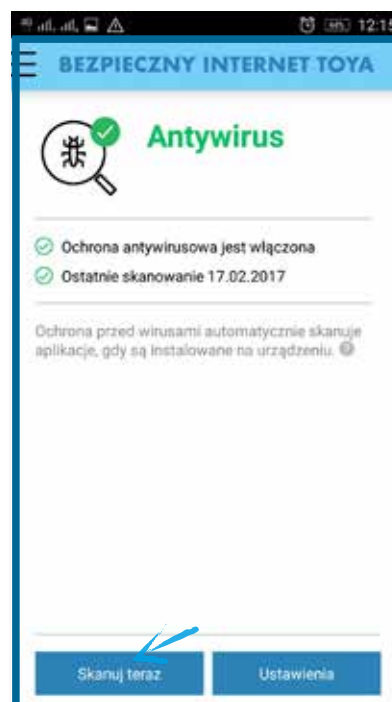 12:15
BEZPIECZNY INTERNET TOYA
Antywirus
Ochrona antywirusowa jest włączona
Ostatnie skanowanie 17.02.2017
Ochrona przed wirusami automatycznie skanuje
aplikacje, gdy są instalowane na urządzeniu.
Skanuj teraz
Ustawienia